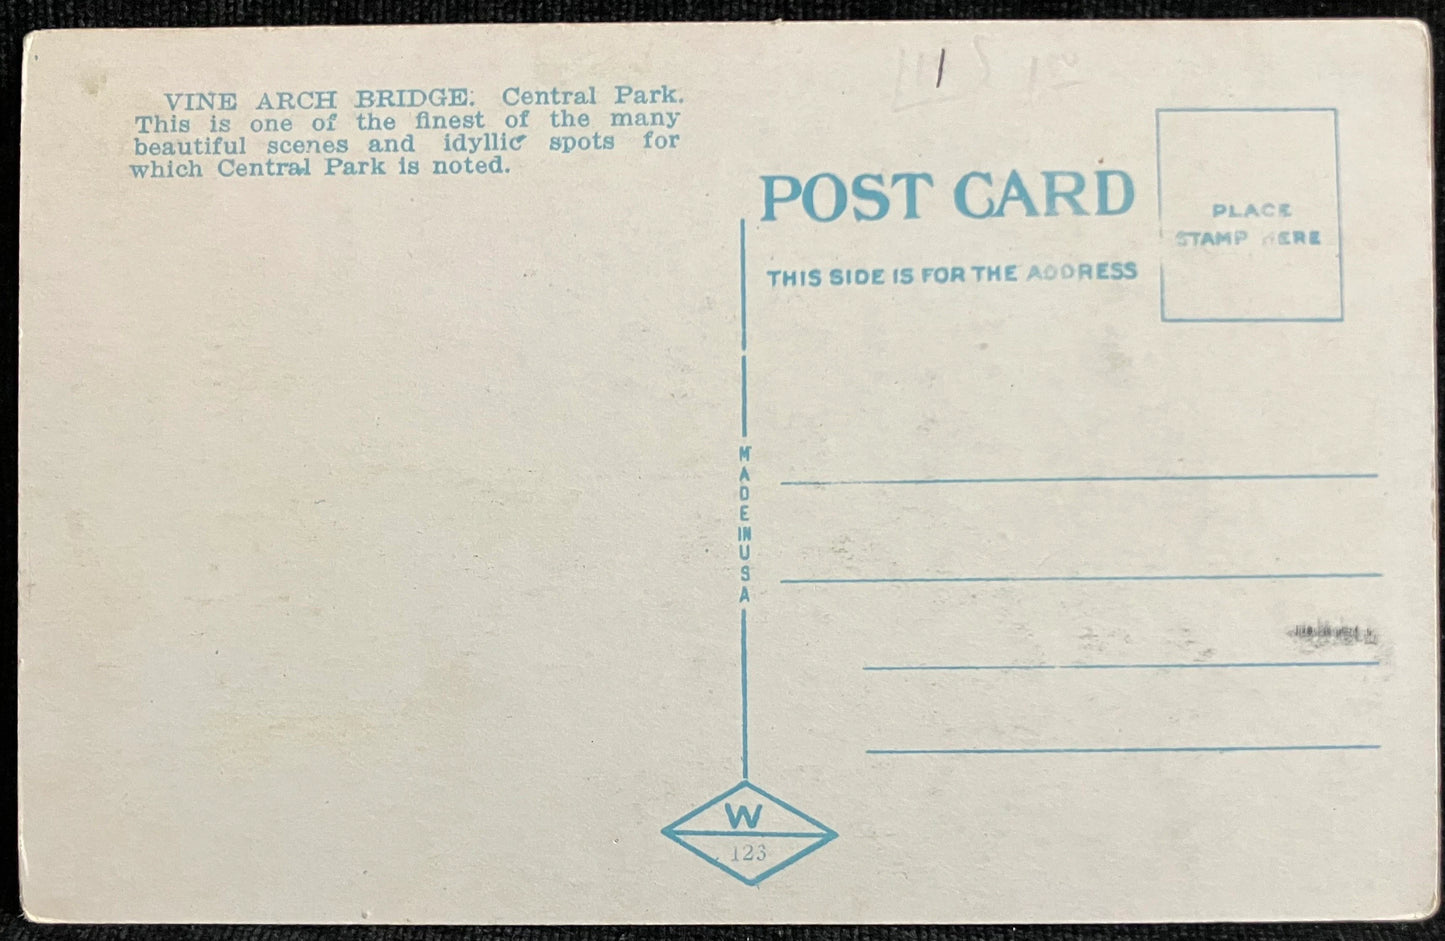 VINE ARCH BRIDGE: Central Park.
This is one of the finest of the many
beautiful scenes and idyllic spots for
which Central Park is noted.
POST CARD
THIS SIDE IS FOR THE ADDRESS
PLACE
STAMP HERE
MADE IN USA
W
123